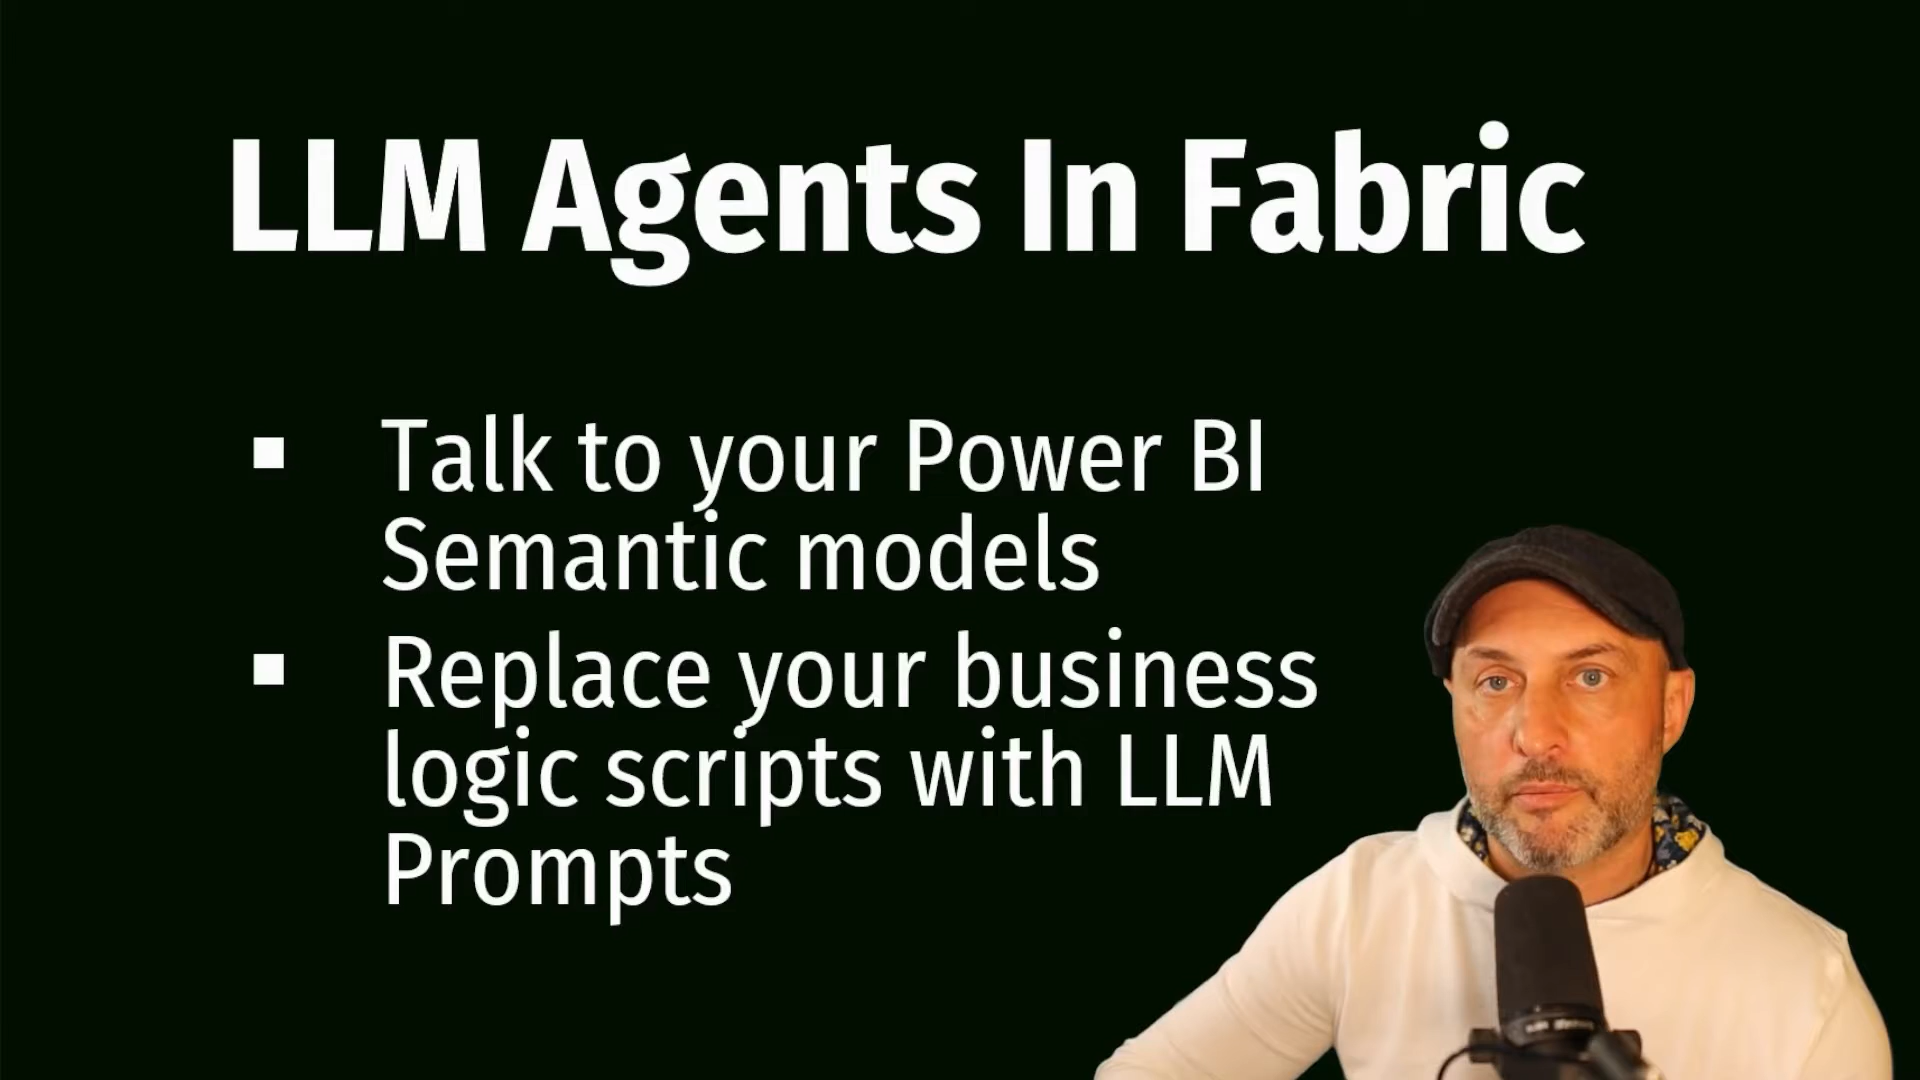 LLM Agents In Fabric
▪ Talk to your Power BI
Semantic models
▪ Replace your business
logic scripts with LLM
Prompts